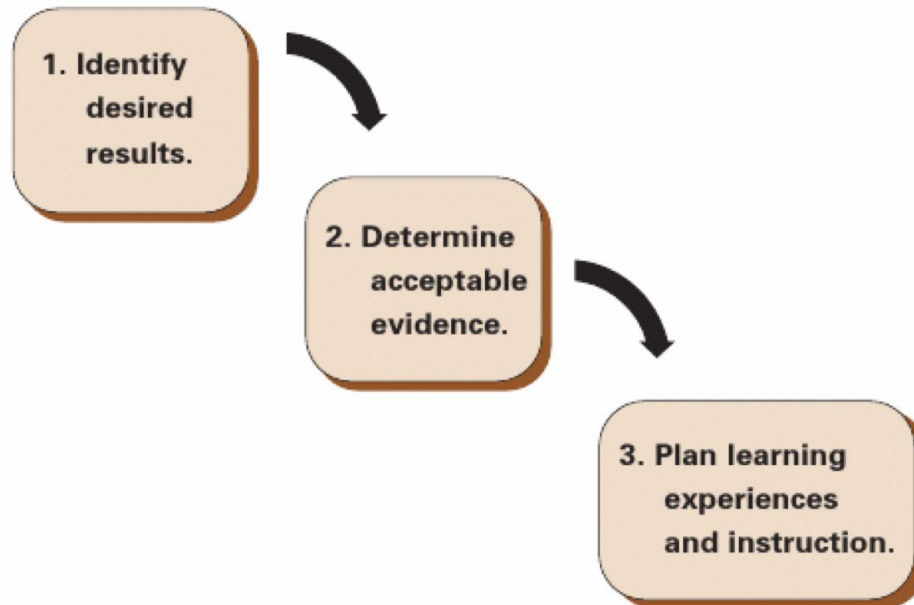 1. Identify
desired
results.
2. Determine
acceptable
evidence.
3. Plan learning
experiences
and instruction.